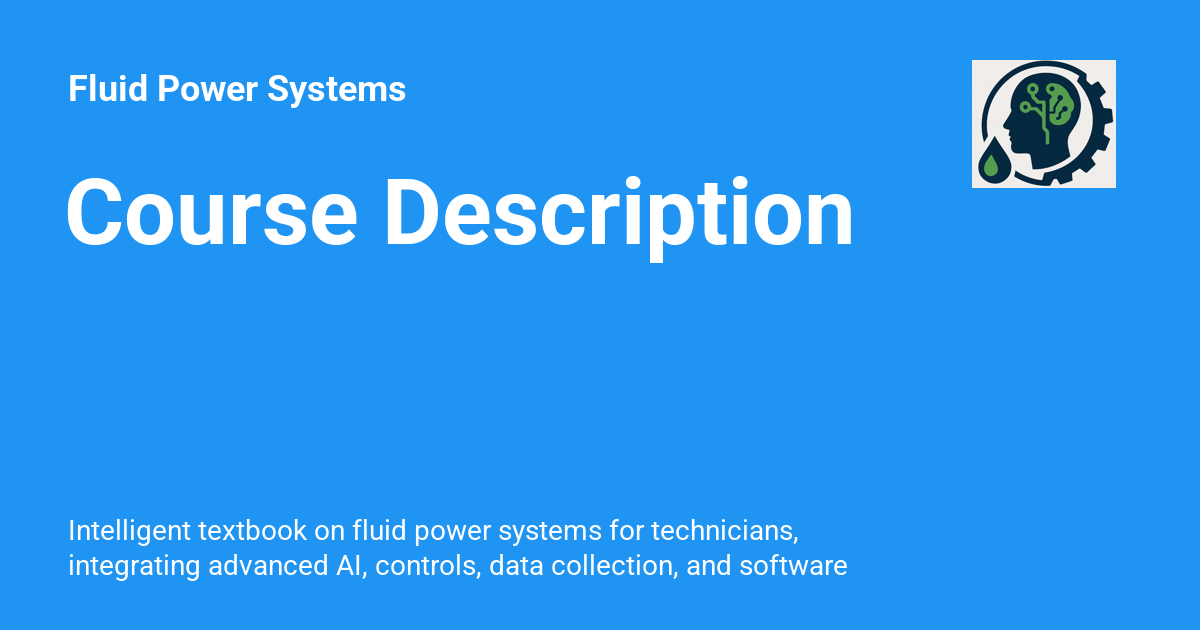 Fluid Power Systems
Course Description
Intelligent textbook on fluid power systems for technicians,
integrating advanced AI, controls, data collection, and software